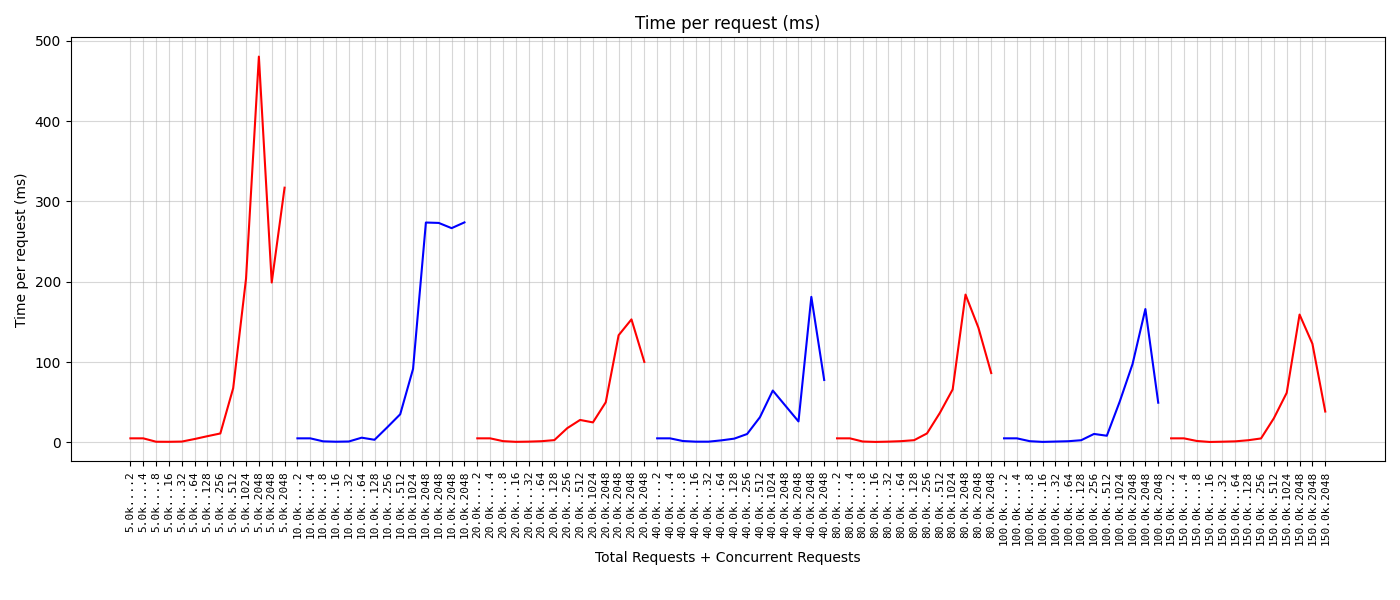 Time per request (ms)
Time per request (ms)
500
400
300
200
100
0
5.0k....2
5.0k....4
5.0k....8
5.0k...16
5.0k...32
5.0k...64
5.0k..128
5.0k..256
5.0k..512
5.0k.1024
5.0k.2048
5.0k.2048
5.0k.2048
10.0k....2
10.0k....4
10.0k....8
10.0k...16
10.0k...32
10.0k...64
10.0k..128
10.0k..256
10.0k..512
10.0k.1024
10.0k.2048
10.0k.2048
10.0k.2048
10.0k.2048
20.0k....2
20.0k....4
20.0k....8
20.0k...16
20.0k...32
20.0k...64
20.0k..128
20.0k..256
20.0k..512
20.0k.1024
20.0k.2048
20.0k.2048
20.0k.2048
20.0k.2048
40.0k....2
40.0k....4
40.0k....8
40.0k...16
40.0k...32
40.0k...64
40.0k..128
40.0k..256
40.0k..512
40.0k.1024
40.0k.2048
40.0k.2048
40.0k.2048
40.0k.2048
80.0k....2
80.0k....4
80.0k....8
80.0k...16
80.0k...32
80.0k...64
80.0k..128
80.0k..256
80.0k..512
80.0k.1024
80.0k.2048
80.0k.2048
80.0k.2048
100.0k....2
100.0k....4
100.0k....8
100.0k...16
100.0k...32
100.0k...64
100.0k..128
100.0k..256
100.0k..512
100.0k.1024
100.0k.2048
100.0k.2048
100.0k.2048
150.0k....2
150.0k....4
150.0k....8
150.0k...16
150.0k...32
150.0k...64
150.0k..128
150.0k..256
150.0k..512
150.0k.1024
150.0k.2048
150.0k.2048
150.0k.2048
Total Requests + Concurrent Requests